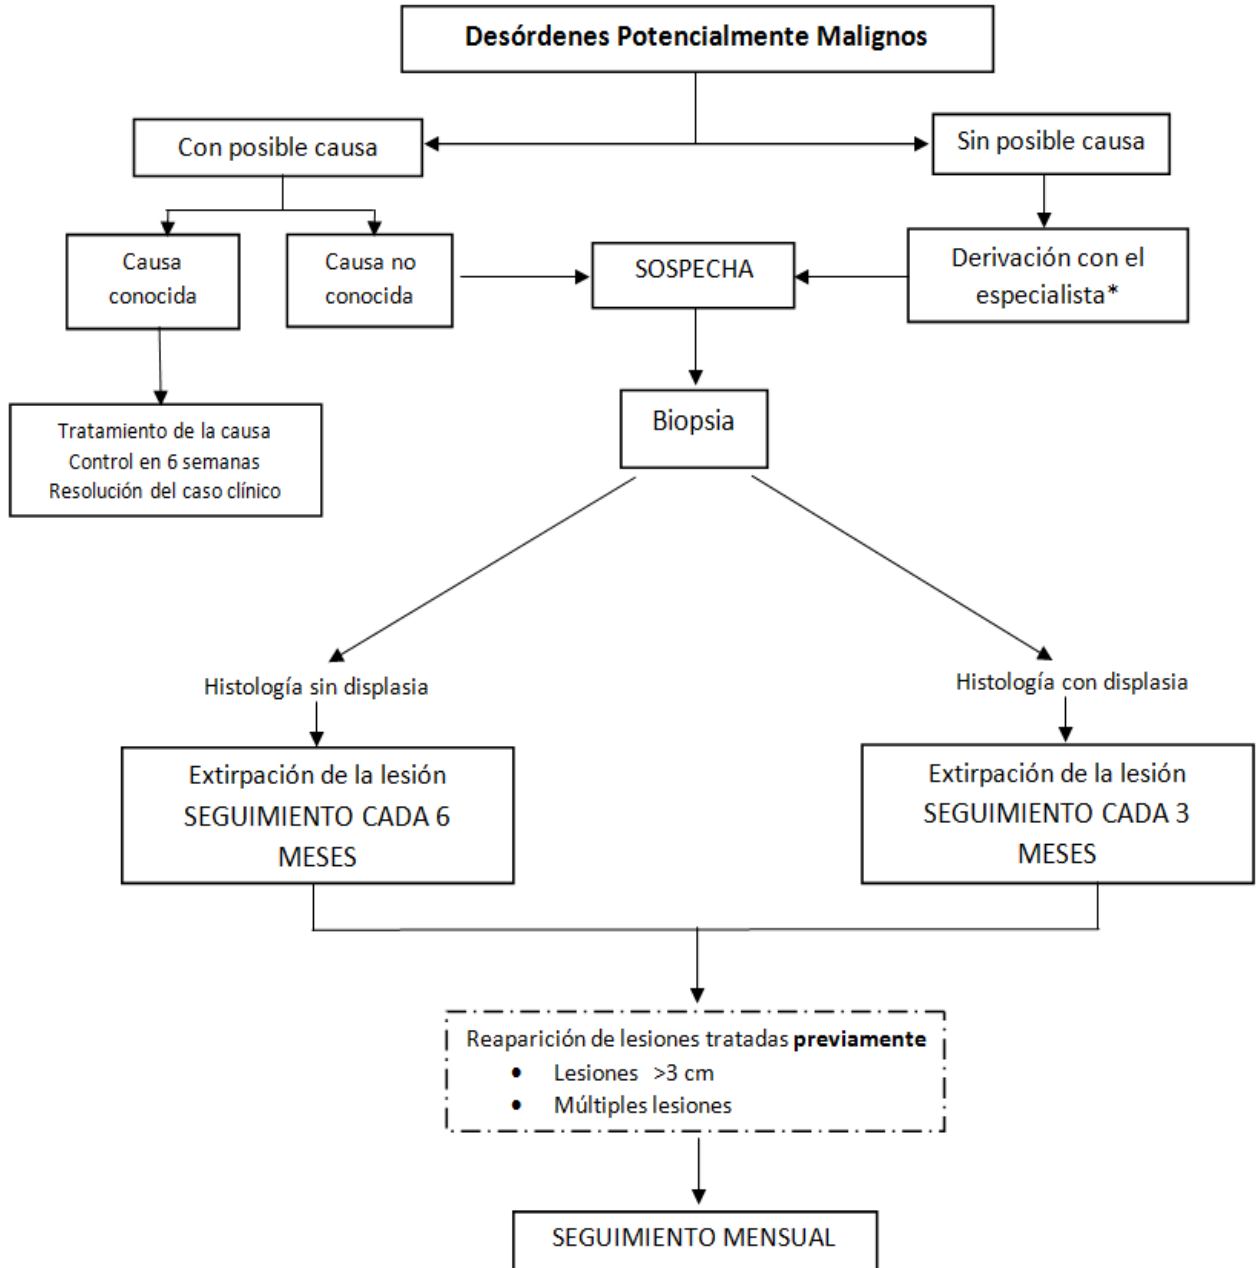 Desórdenes Potencialmente Malignos
Con posible causa
Sin posible causa
Causa
conocida
Causa no
conocida
SOSPECHA
Derivación con el
especialista*
Tratamiento de la causa
Control en 6 semanas
Resolución del caso clínico
Biopsia
Histología sin displasia
Histología con displasia
Extirpación de la lesión
SEGUIMIENTO CADA 6
MESES
Extirpación de la lesión
SEGUIMIENTO CADA 3
MESES
Reaparición de lesiones tratadas previamente
• Lesiones >3 cm
• Múltiples lesiones
SEGUIMIENTO MENSUAL